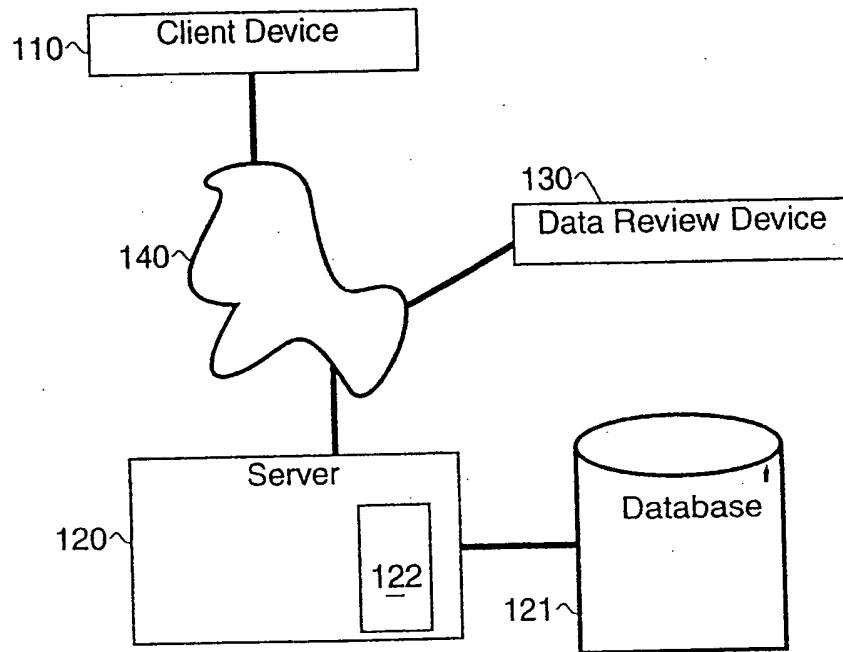 Client Device
110
130
Data Review Device
140
Server
Database
120
122
121